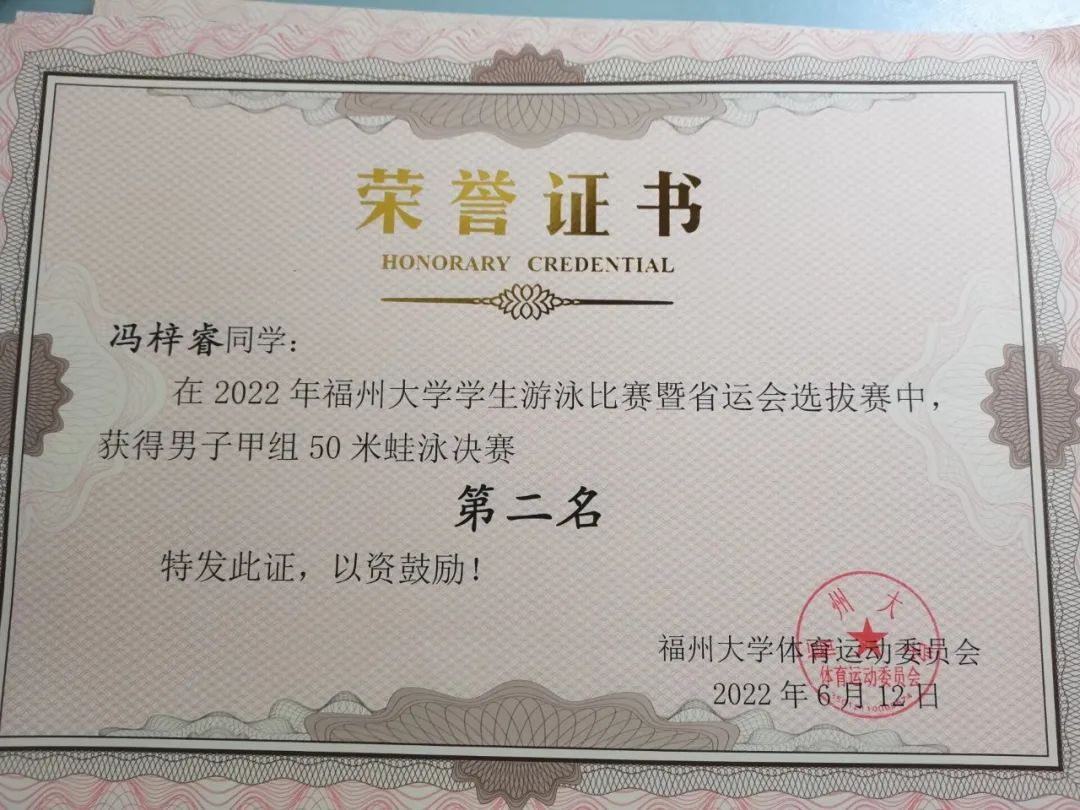 荣誉证书
HONORARY CREDENTIAL
冯梓睿同学：
在 2022 年福州大学学生游泳比赛暨省运会选拔赛中，
获得男子甲组 50 米蛙泳决赛
第二名
特发此证，以资鼓励！
福州大学体育运动委员会
2022 年 6 月 12 日
州大
体育运动委员会